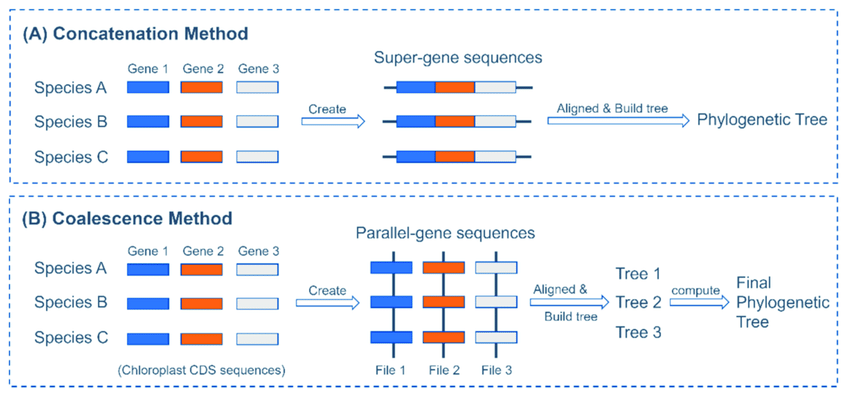 (A) Concatenation Method
Gene 1 Gene 2 Gene 3
Super-gene sequences
Species A
Species B
Species C
Create
Aligned & Build tree
Phylogenetic Tree
(B) Coalescence Method
Gene 1 Gene 2 Gene 3
Parallel-gene sequences
Species A
Species B
Species C
(Chloroplast CDS sequences)
Create
File 1 File 2 File 3
Aligned &
Build tree
Tree 1
Tree 2
Tree 3
compute
Final
Phylogenetic
Tree